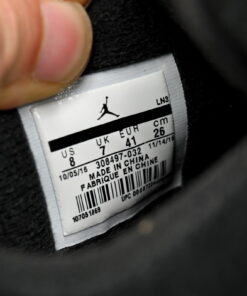 LN3
US UK EUR cm
8 7 41 26
10/05/16 11/14/16
308497-032
MADE IN CHINA
FABRIQUE EN CHINE
UPC